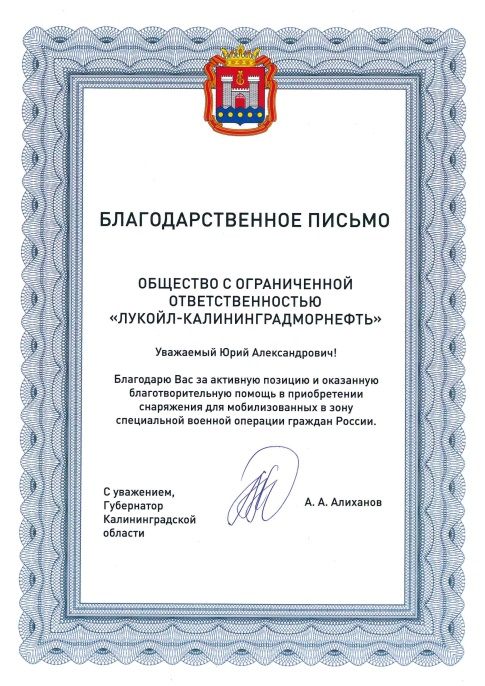 БЛАГОДАРСТВЕННОЕ ПИСЬМО
ОБЩЕСТВО С ОГРАНИЧЕННОЙ
ОТВЕТСТВЕННОСТЬЮ
«ЛУКОЙЛ-КАЛИНИНГРАДМОРНЕФТЬ»
Уважаемый Юрий Александрович!
Благодарю Вас за активную позицию и оказанную
благотворительную помощь в приобретении
снаряжения для мобилизованных в зону
специальной военной операции граждан России.
С уважением,
Губернатор
Калининградской
области
А. А. Алиханов